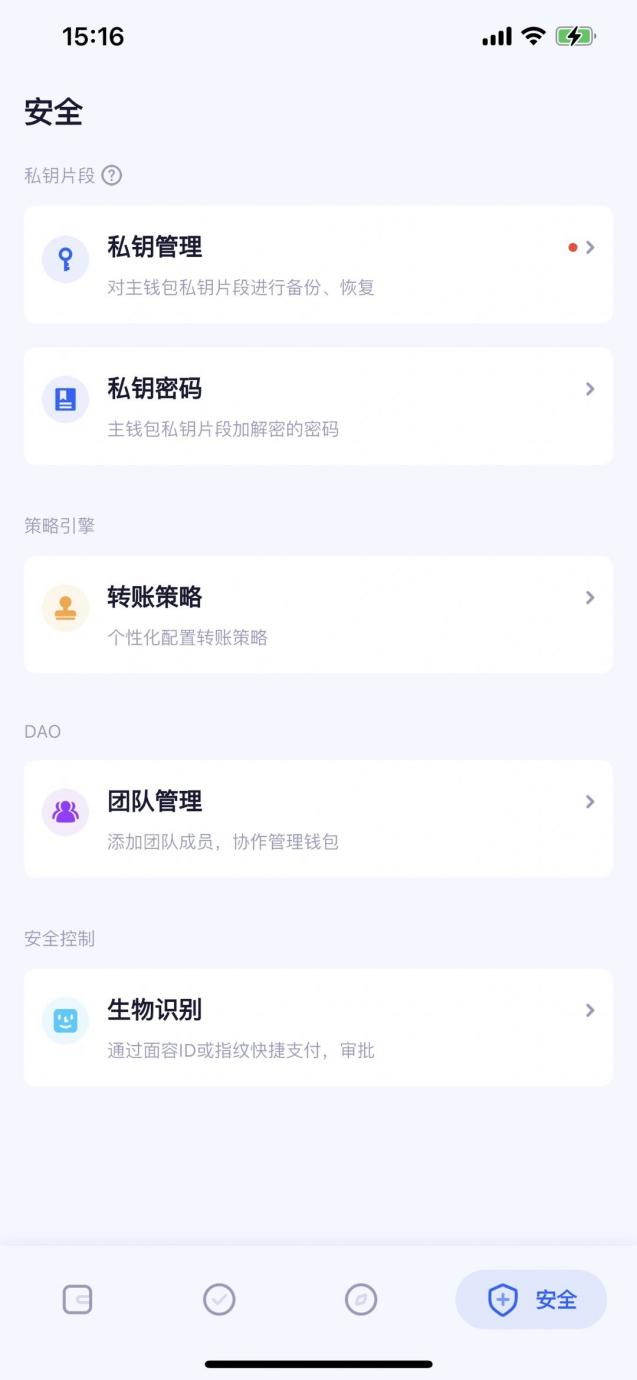 15:16
安全
私钥片段 ?
私钥管理
对主钱包私钥片段进行备份、恢复
私钥密码
主钱包私钥片段加解密的密码
策略引擎
转账策略
个性化配置转账策略
DAO
团队管理
添加团队成员，协作管理钱包
安全控制
生物识别
通过面容ID或指纹快捷支付，审批
安全